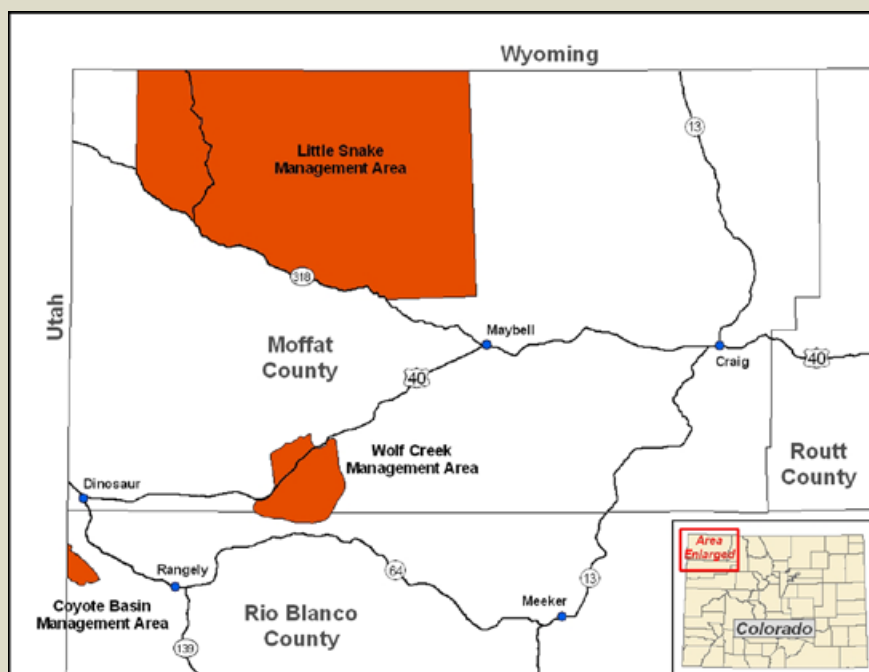 Wyoming
13
Little Snake
Management Area
318
Utah
Moffat
County
Maybell
Craig
40
40
Wolf Creek
Management Area
Routt
County
Dinosaur
Area
Enlarged
Rangely
64
13
Coyote Basin
Management Area
Rio Blanco
County
Meeker
Colorado
139